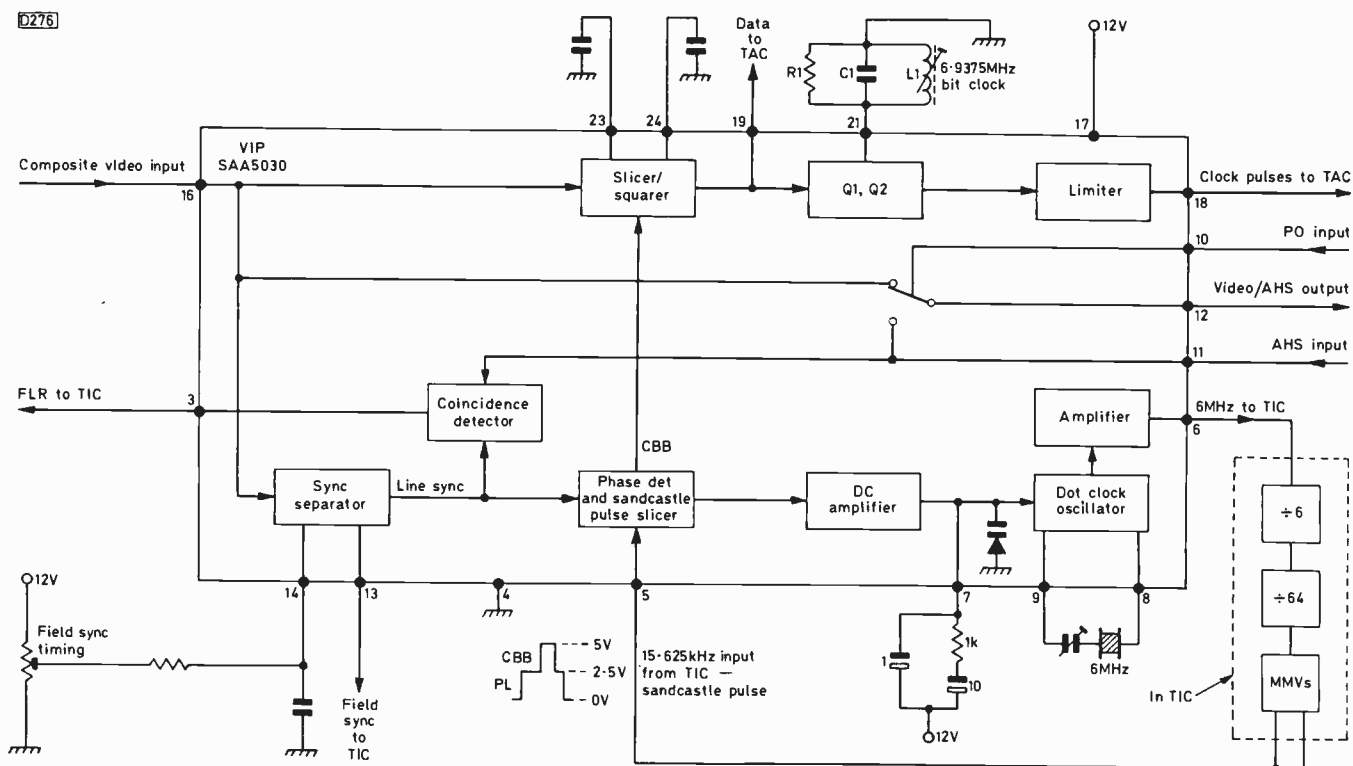 D276
Data
to
TAC
12V
R1
C1
L1
6·9375MHz
bit clock
23
24
19
21
17
VIP
SAA5030
Composite video input
16
Slicer/
squarer
Q1, Q2
Limiter
Clock pulses to TAC
18
10
PO input
Video/AHS output
12
11
AHS input
FLR to TIC
3
Coincidence
detector
CBB
Amplifier
6MHz to TIC
6
Sync
separator
Line sync
Phase det
and sandcastle
pulse slicer
DC
amplifier
Dot clock
oscillator
÷6
÷64
MMVs
In TIC
14
13
4
5
7
9
8
12V
Field sync
timing
Field
sync
to
TIC
CBB
PL
5V
2·5V
0V
15·625kHz input
from TIC —
sandcastle pulse
1
1k
10
12V
6MHz